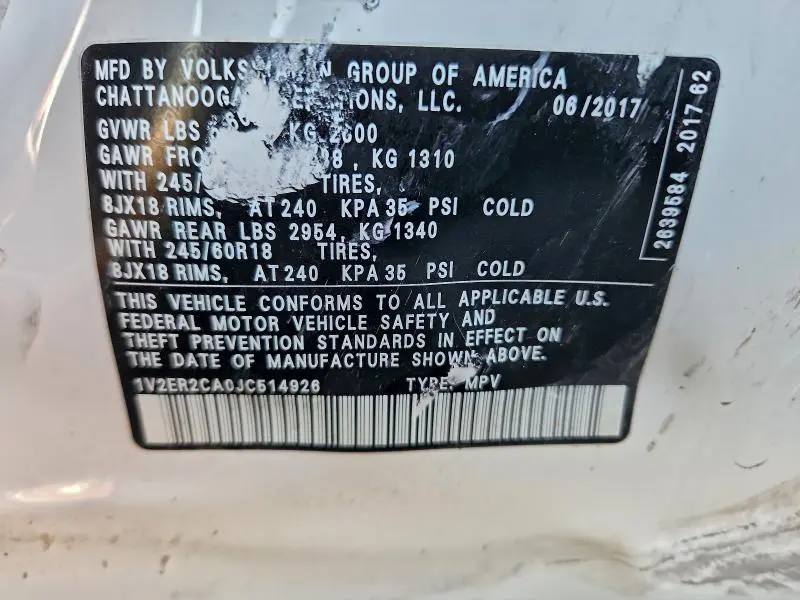 MFD BY VOLKSWAGEN GROUP OF AMERICA
CHATTANOOGA OPERATIONS, LLC. 06/2017
GVWR LBS KG 2600
GAWR FRO , KG 1310
WITH 245/ TIRES,
8JX18 RIMS, AT 240 KPA 35 PSI COLD
GAWR REAR LBS 2954, KG 1340
WITH 245/60R18 TIRES,
8JX18 RIMS, AT 240 KPA 35 PSI COLD
THIS VEHICLE CONFORMS TO ALL APPLICABLE U.S.
FEDERAL MOTOR VEHICLE SAFETY AND
THEFT PREVENTION STANDARDS IN EFFECT ON
THE DATE OF MANUFACTURE SHOWN ABOVE.
1V2ER2CA0JC514926 TYPE: MPV
2639584 2017 62